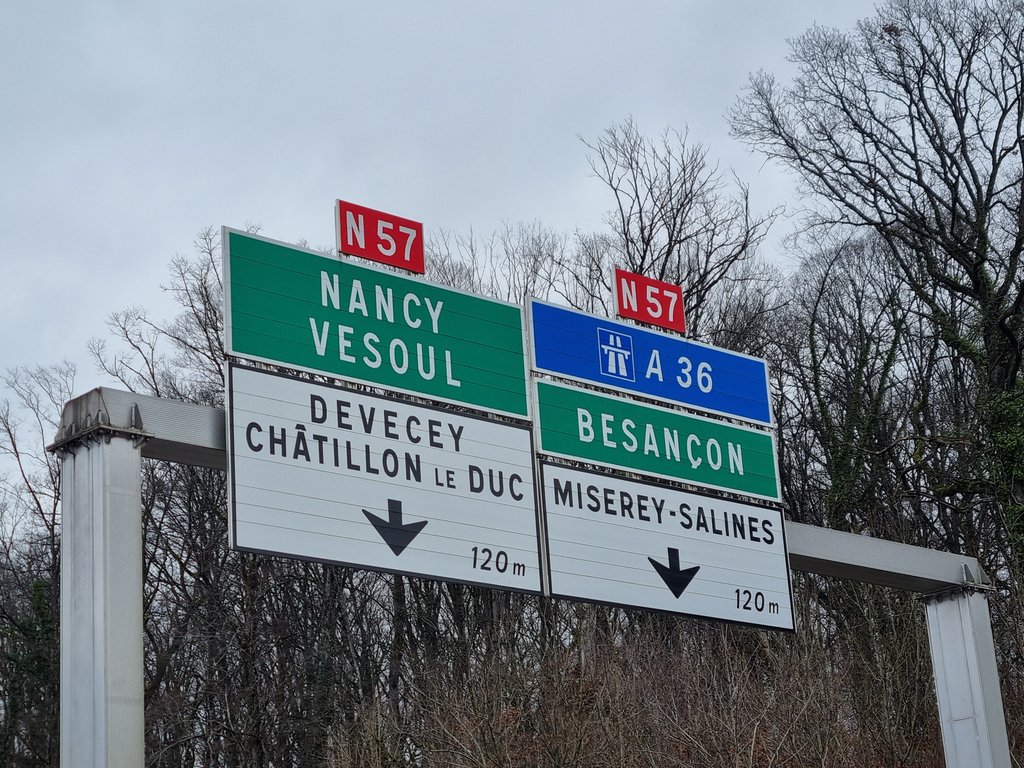 N 57
NANCY
VESOUL
DEVECEY
CHÂTILLON LE DUC
120 m
N 57
A 36
BESANÇON
MISEREY-SALINES
120 m